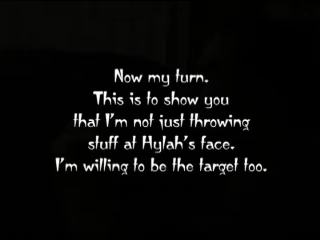 Now my turn.
This is to show you
that I'm not just throwing
stuff at Hylah's face.
I'm willing to be the target too.